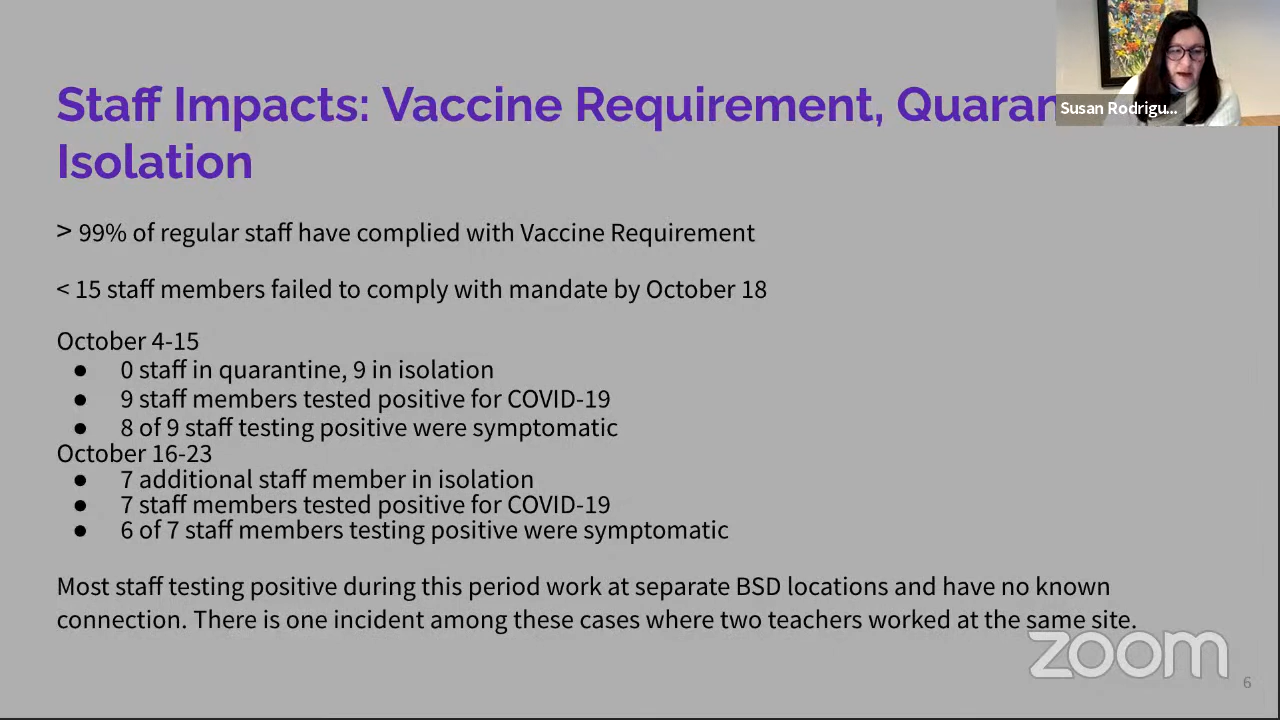 Staff Impacts: Vaccine Requirement, Quaran
Isolation
Susan Rodrigu...
> 99% of regular staff have complied with Vaccine Requirement
< 15 staff members failed to comply with mandate by October 18
October 4-15
● 0 staff in quarantine, 9 in isolation
● 9 staff members tested positive for COVID-19
● 8 of 9 staff testing positive were symptomatic
October 16-23
● 7 additional staff member in isolation
● 7 staff members tested positive for COVID-19
● 6 of 7 staff members testing positive were symptomatic
Most staff testing positive during this period work at separate BSD locations and have no known
connection. There is one incident among these cases where two teachers worked at the same site.
zoom
6